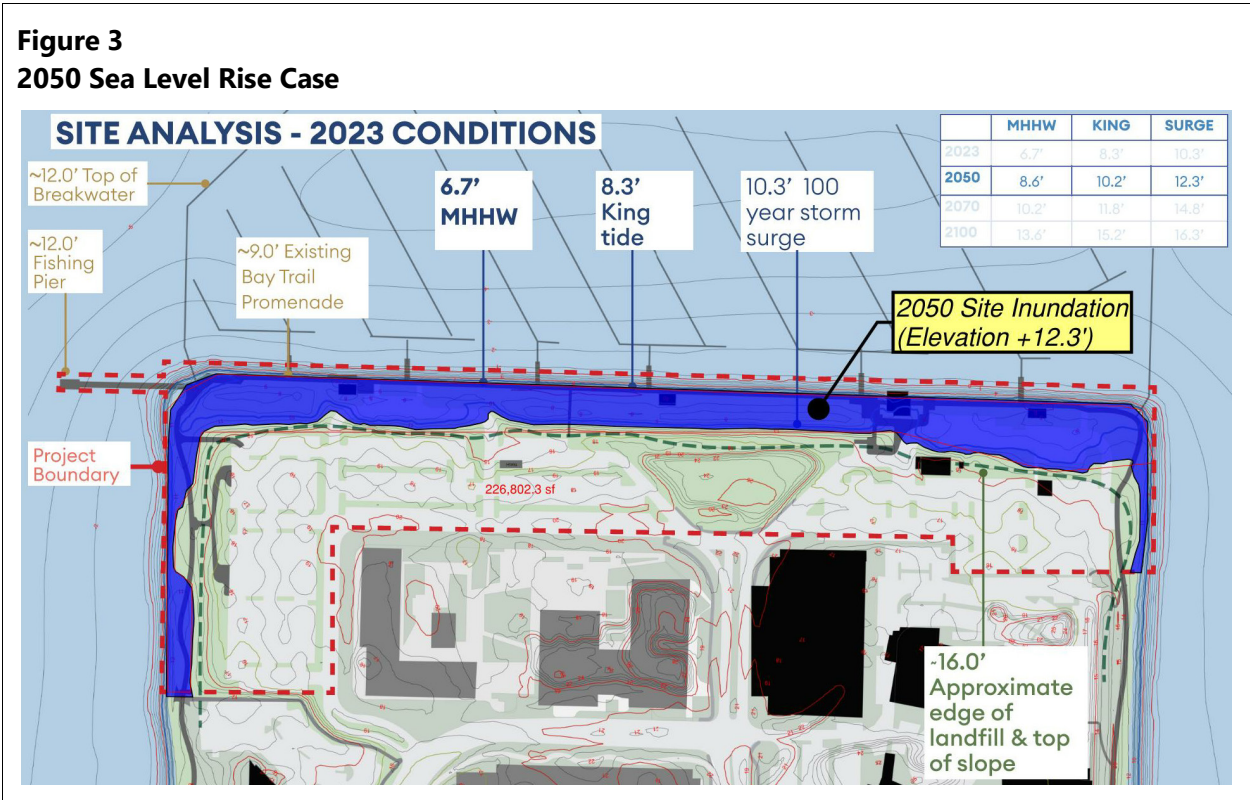 Figure 3
2050 Sea Level Rise Case
SITE ANALYSIS - 2023 CONDITIONS
MHHW KING SURGE
2023 6.7' 8.3' 10.3'
2050 8.6' 10.2' 12.3'
2070 10.2' 11.8' 14.8'
2100 13.6' 15.2' 16.3'
~12.0' Top of
Breakwater
~12.0'
Fishing
Pier
~9.0' Existing
Bay Trail
Promenade
6.7'
MHHW
8.3'
King
tide
10.3' 100
year storm
surge
2050 Site Inundation
(Elevation +12.3')
Project
Boundary
226,802.3 sf
~16.0'
Approximate
edge of
landfill & top
of slope